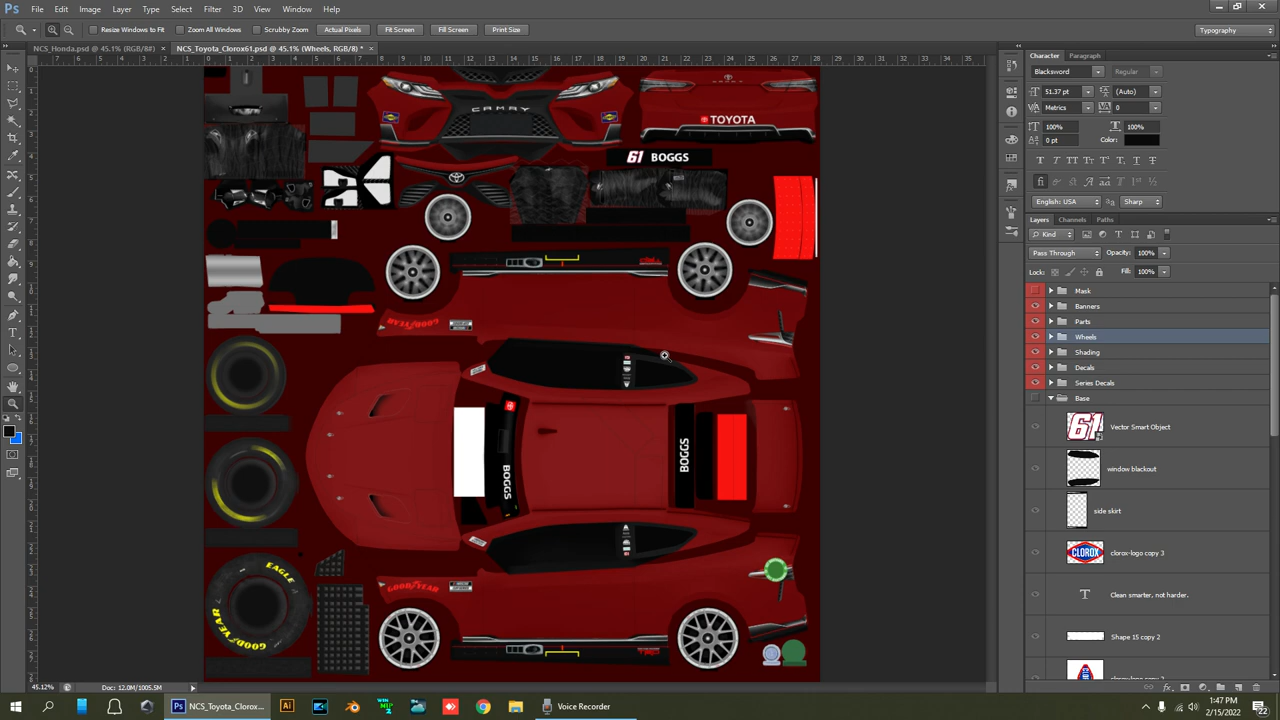 Ps File Edit Image Layer Type Select Filter 3D View Window Help
Resize Windows to Fit Zoom All Windows Scrubby Zoom Actual Pixels Fit Screen Fill Screen Print Size Typography
NCS_Honda.psd @ 45.1% (RGB/8#) × NCS_Toyota_Clorox61.psd @ 45.1% (Wheels, RGB/8) * ×
Character Paragraph
Blacksword Regular
51.37 pt (Auto)
Metrics 0
100% 100%
0 pt Color:
English: USA Sharp
Layers Channels Paths
Kind
Pass Through Opacity: 100%
Lock: Fill: 100%
Mask
Banners
Parts
Wheels
Shading
Decals
Series Decals
Base
Vector Smart Object
window blackout
side skirt
clorox-logo copy 3
Clean smarter, not harder.
Shape 15 copy 2
CAMRY
TOYOTA
61 BOGGS
GOODYEAR
BOGGS
BOGGS
GOODYEAR
EAGLE
GOODYEAR
61
CLOROX
45.12% Doc: 12.0M/1005.5M
NCS_Toyota_Clorox... Voice Recorder
1:47 PM
2/15/2022